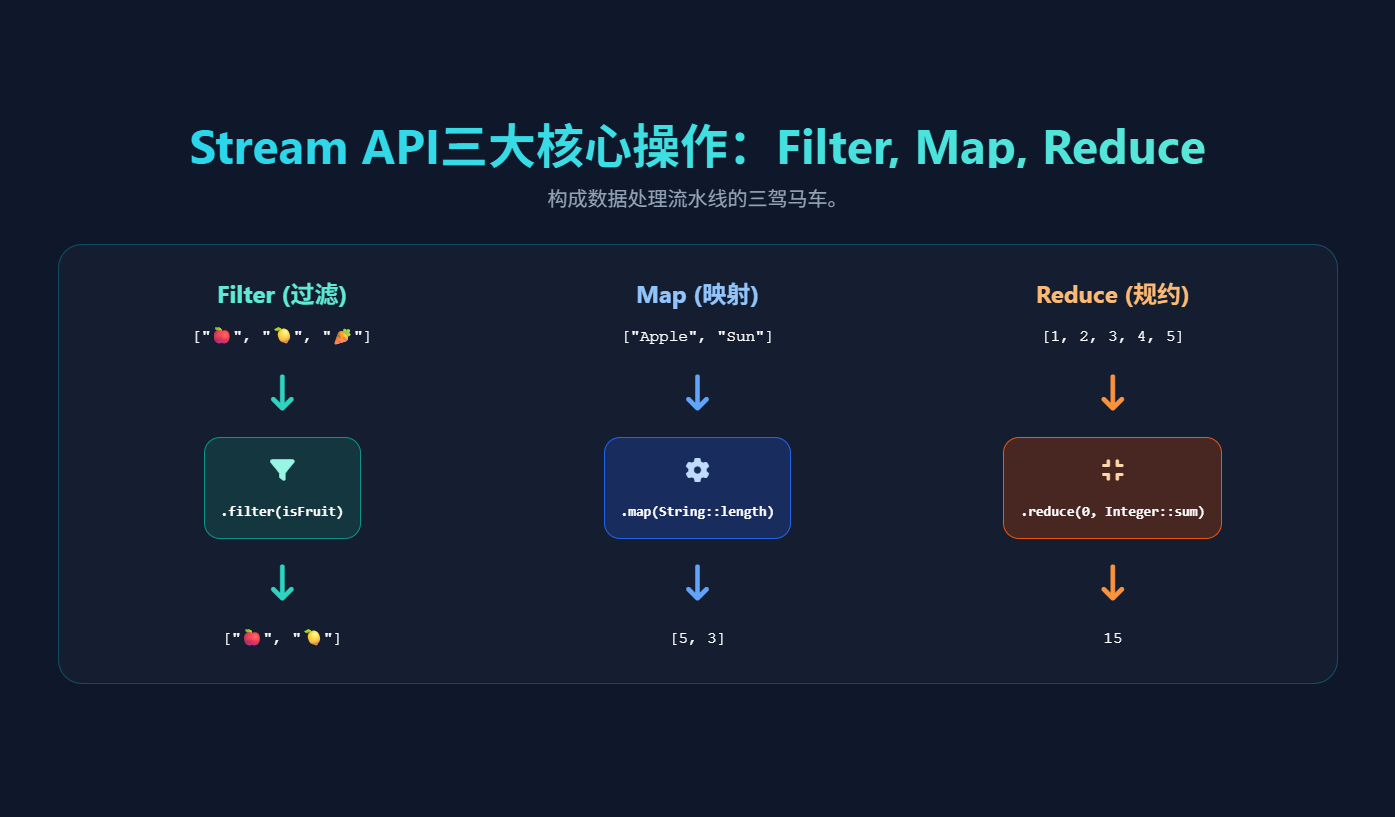 Stream API三大核心操作：Filter, Map, Reduce
构成数据处理流水线的三驾马车。
Filter (过滤)
["🍎", "🍋", "🥕"]
.filter(isFruit)
["🍎", "🍋"]
Map (映射)
["Apple", "Sun"]
.map(String::length)
[5, 3]
Reduce (规约)
[1, 2, 3, 4, 5]
.reduce(0, Integer::sum)
15